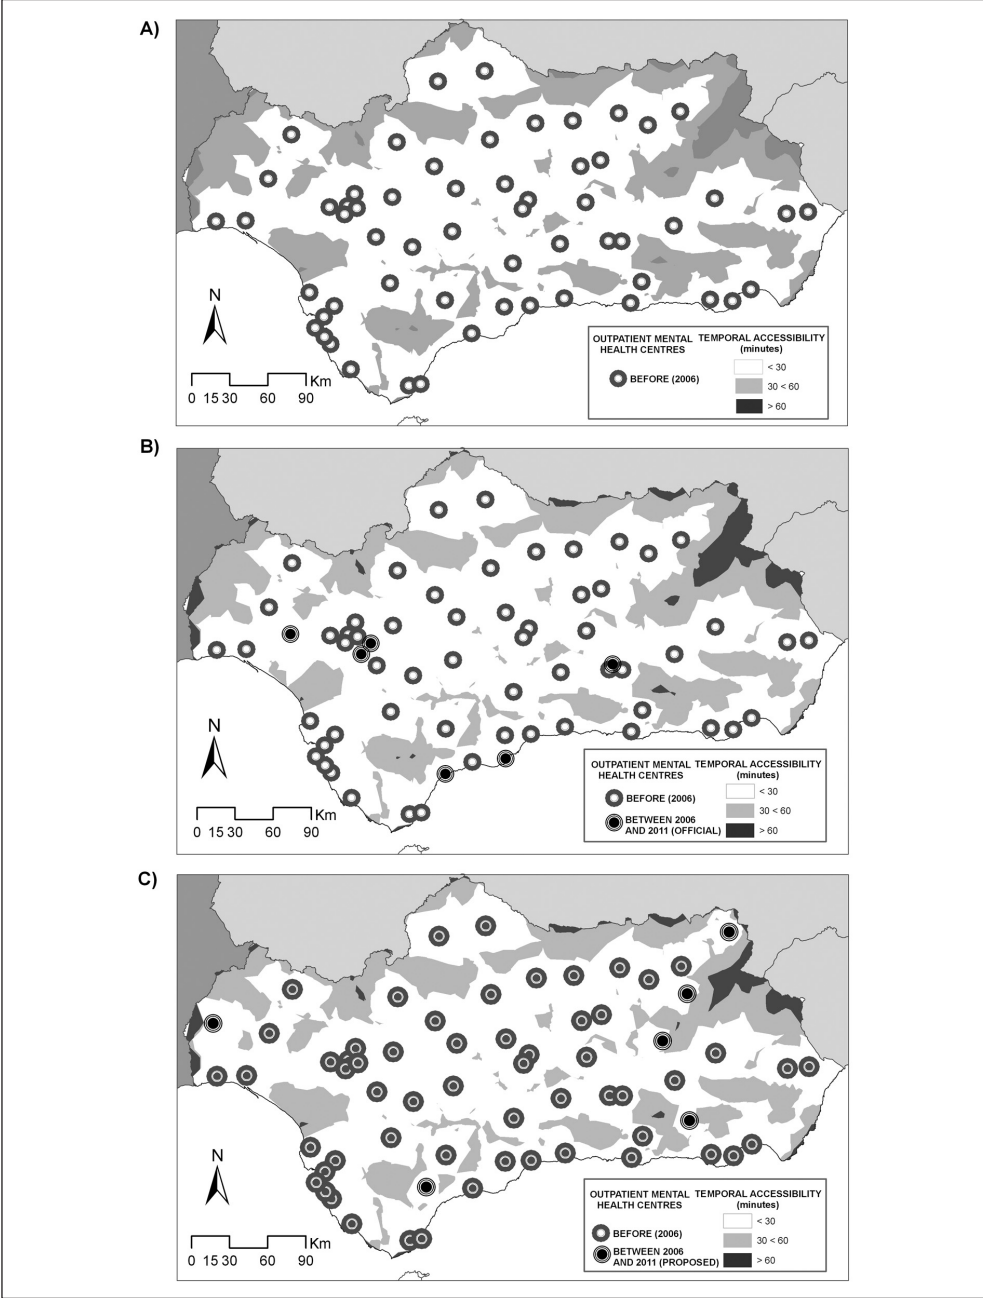 A)
N
Km
0 15 30 60 90
OUTPATIENT MENTAL
HEALTH CENTRES
BEFORE (2006)
TEMPORAL ACCESSIBILITY
(minutes)
< 30
30 < 60
> 60
B)
N
Km
0 15 30 60 90
OUTPATIENT MENTAL
HEALTH CENTRES
BEFORE (2006)
BETWEEN 2006
AND 2011 (OFFICIAL)
TEMPORAL ACCESSIBILITY
(minutes)
< 30
30 < 60
> 60
C)
N
Km
0 15 30 60 90
OUTPATIENT MENTAL
HEALTH CENTRES
BEFORE (2006)
BETWEEN 2006
AND 2011 (PROPOSED)
TEMPORAL ACCESSIBILITY
(minutes)
< 30
30 < 60
> 60